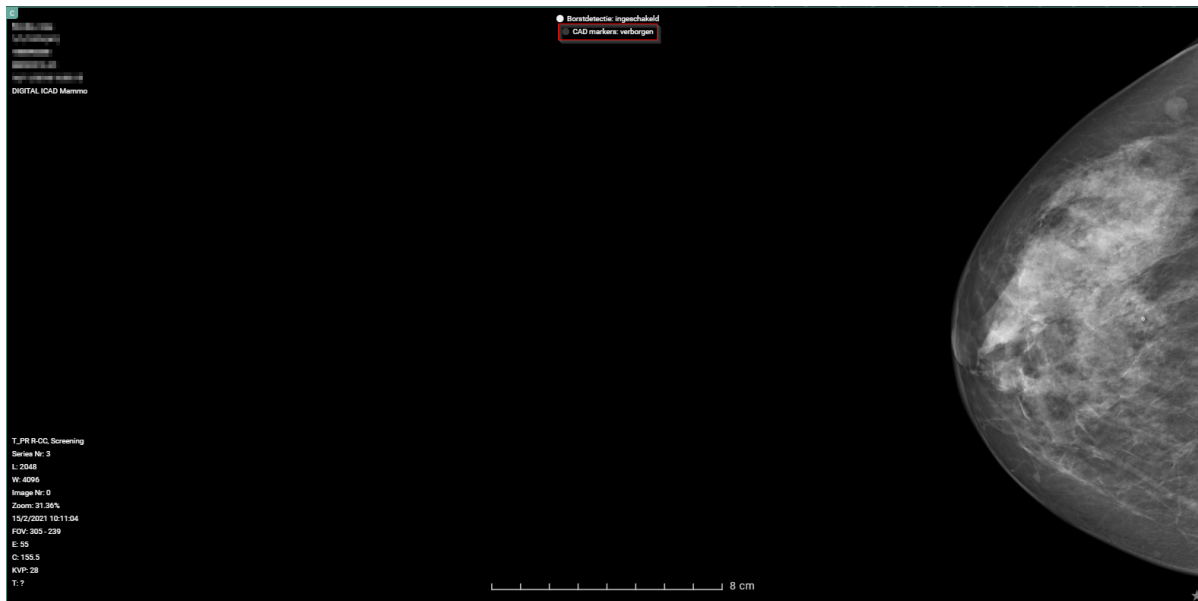 C
Borstdetectie: ingeschakeld
CAD markers: verborgen
DIGITAL ICAD Mammo
T_PR R-CC, Screening
Series Nr: 3
L: 2048
W: 4096
Image Nr: 0
Zoom: 31.36%
15/2/2021 10:11:04
FOV: 305 - 239
E: 55
C: 155.5
KVP: 28
T: ?
8 cm